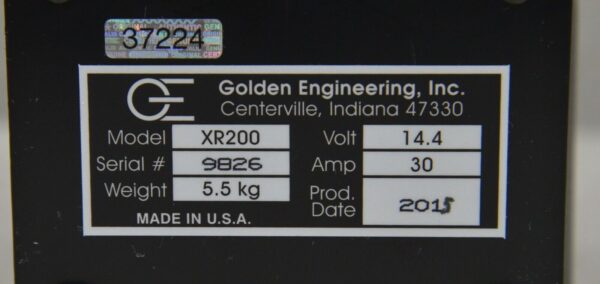 37224
Golden Engineering, Inc.
Centerville, Indiana 47330
Model XR200 Volt 14.4
Serial # 9826 Amp 30
Weight 5.5 kg Prod. Date 2015
MADE IN U.S.A.